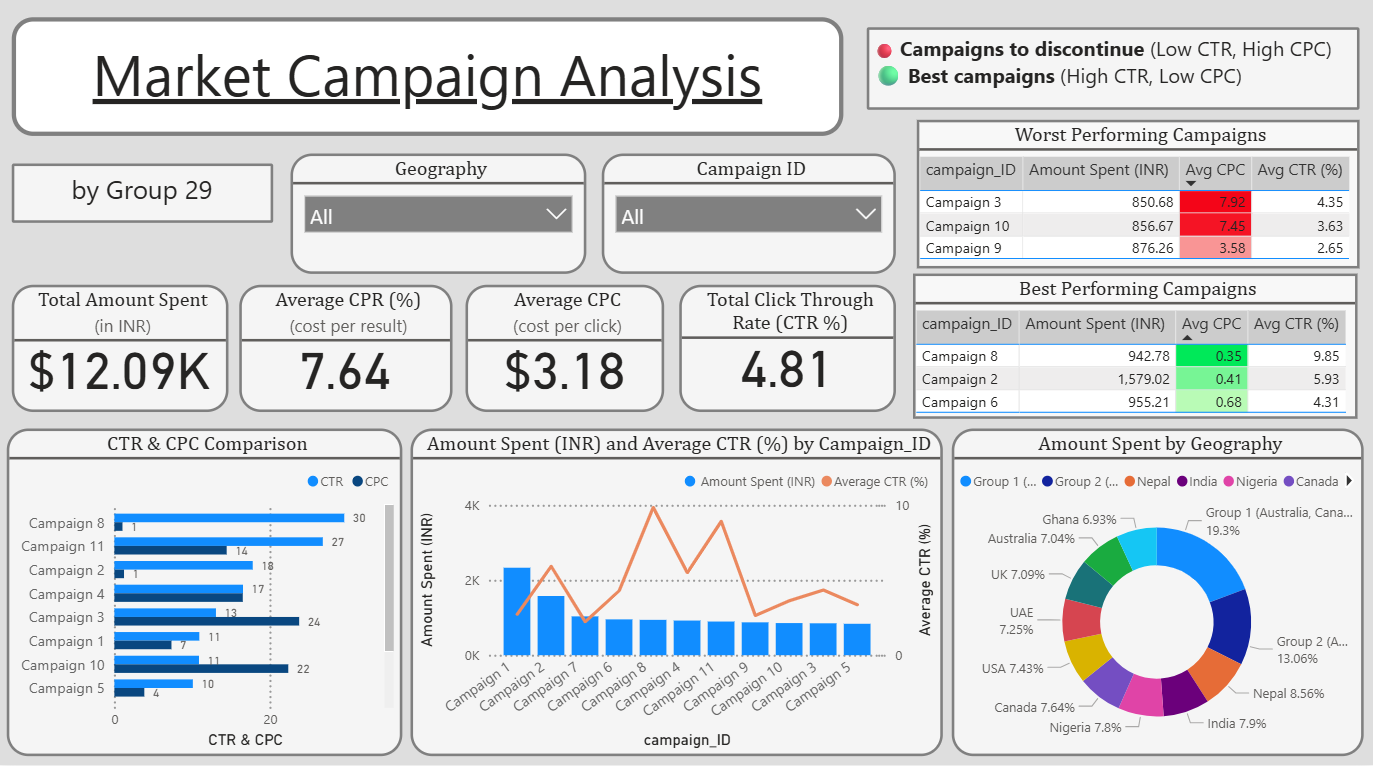 Market Campaign Analysis
Campaigns to discontinue (Low CTR, High CPC)
Best campaigns (High CTR, Low CPC)
by Group 29
Geography
All
Campaign ID
All
Worst Performing Campaigns
campaign_ID Amount Spent (INR) Avg CPC Avg CTR (%)
Campaign 3 850.68 7.92 4.35
Campaign 10 856.67 7.45 3.63
Campaign 9 876.26 3.58 2.65
Total Amount Spent
(in INR)
$12.09K
Average CPR (%)
(cost per result)
7.64
Average CPC
(cost per click)
$3.18
Total Click Through
Rate (CTR %)
4.81
Best Performing Campaigns
campaign_ID Amount Spent (INR) Avg CPC Avg CTR (%)
Campaign 8 942.78 0.35 9.85
Campaign 2 1,579.02 0.41 5.93
Campaign 6 955.21 0.68 4.31
CTR & CPC Comparison
CTR CPC
Campaign 8 30
1
Campaign 11 27
14
Campaign 2 18
1
Campaign 4 17
Campaign 3 13
24
Campaign 1 11
7
Campaign 10 11
22
Campaign 5 10
4
0 20
CTR & CPC
Amount Spent (INR) and Average CTR (%) by Campaign_ID
Amount Spent (INR) Average CTR (%)
Amount Spent (INR)
4K
2K
0K
10
0
Average CTR (%)
Campaign 1
Campaign 2
Campaign 7
Campaign 6
Campaign 8
Campaign 4
Campaign 11
Campaign 9
Campaign 10
Campaign 3
Campaign 5
campaign_ID
Amount Spent by Geography
Group 1 (... Group 2 (... Nepal India Nigeria Canada
Group 1 (Australia, Cana...
19.3%
Group 2 (A...
13.06%
Nepal 8.56%
India 7.9%
Nigeria 7.8%
Canada 7.64%
USA 7.43%
UAE
7.25%
UK 7.09%
Australia 7.04%
Ghana 6.93%